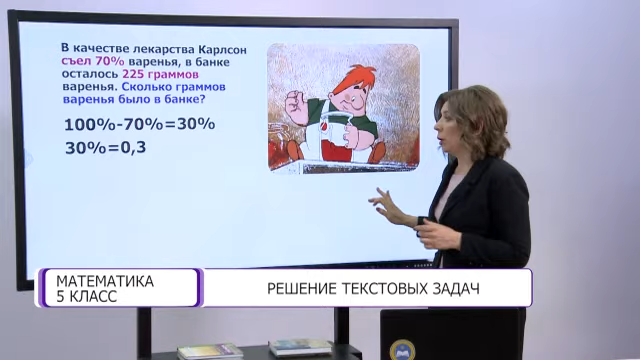 В качестве лекарства Карлсон
съел 70% варенья, в банке
осталось 225 граммов
варенья. Сколько граммов
варенья было в банке?
100%-70%=30%
30%=0,3
МАТЕМАТИКА
5 КЛАСС
РЕШЕНИЕ ТЕКСТОВЫХ ЗАДАЧ